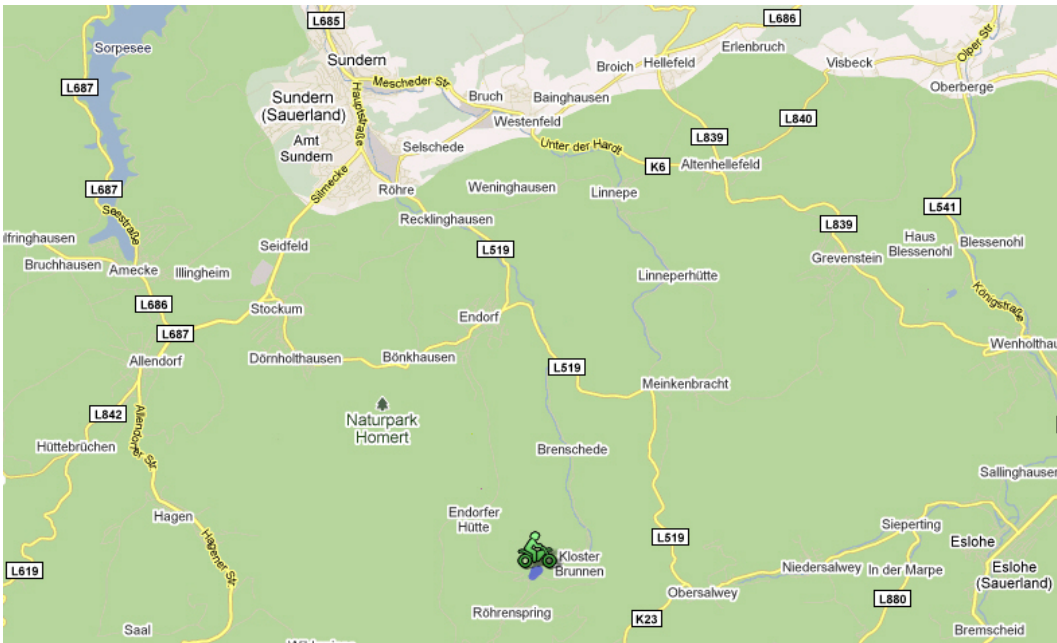 L685
L686
Sorpesee
Olper Str.
Erlenbruch
Sundern
Hellefeld
Visbeck
Broich
Mescheder Str
L687
Oberberge
Bruch
Bainghausen
Sundern
(Sauerland)
Hauptstraße
Westenfeld
L840
L839
Amt
Sundern
Selschede
Unter der Hardt
K6
Altenhellefeld
Silmecke
Röhre
Weninghausen
Linnepe
L687
Seestraße
L541
Recklinghausen
L839
ulfringhausen
Seidfeld
L519
Haus
Blessenohl
Blessenohl
Bruchhausen
Amecke
Illingheim
Grevenstein
Linneperhütte
Königstraße
L686
Stockum
Endorf
L687
Wenholthau
Allendorf
Dörnholthausen
Bönkhausen
L519
Meinkenbracht
L842
Allendorfer Str
Naturpark
Homert
Hüttebrüchen
Brenschede
Sallinghausen
Endorfer
Hütte
Hagen
Hagener Str
Sieperting
L519
Eslohe
Kloster
Brunnen
L619
Niedersalwey
In der Marpe
Eslohe
(Sauerland)
Obersalwey
L880
Röhrenspring
K23
Saal
Bremscheid